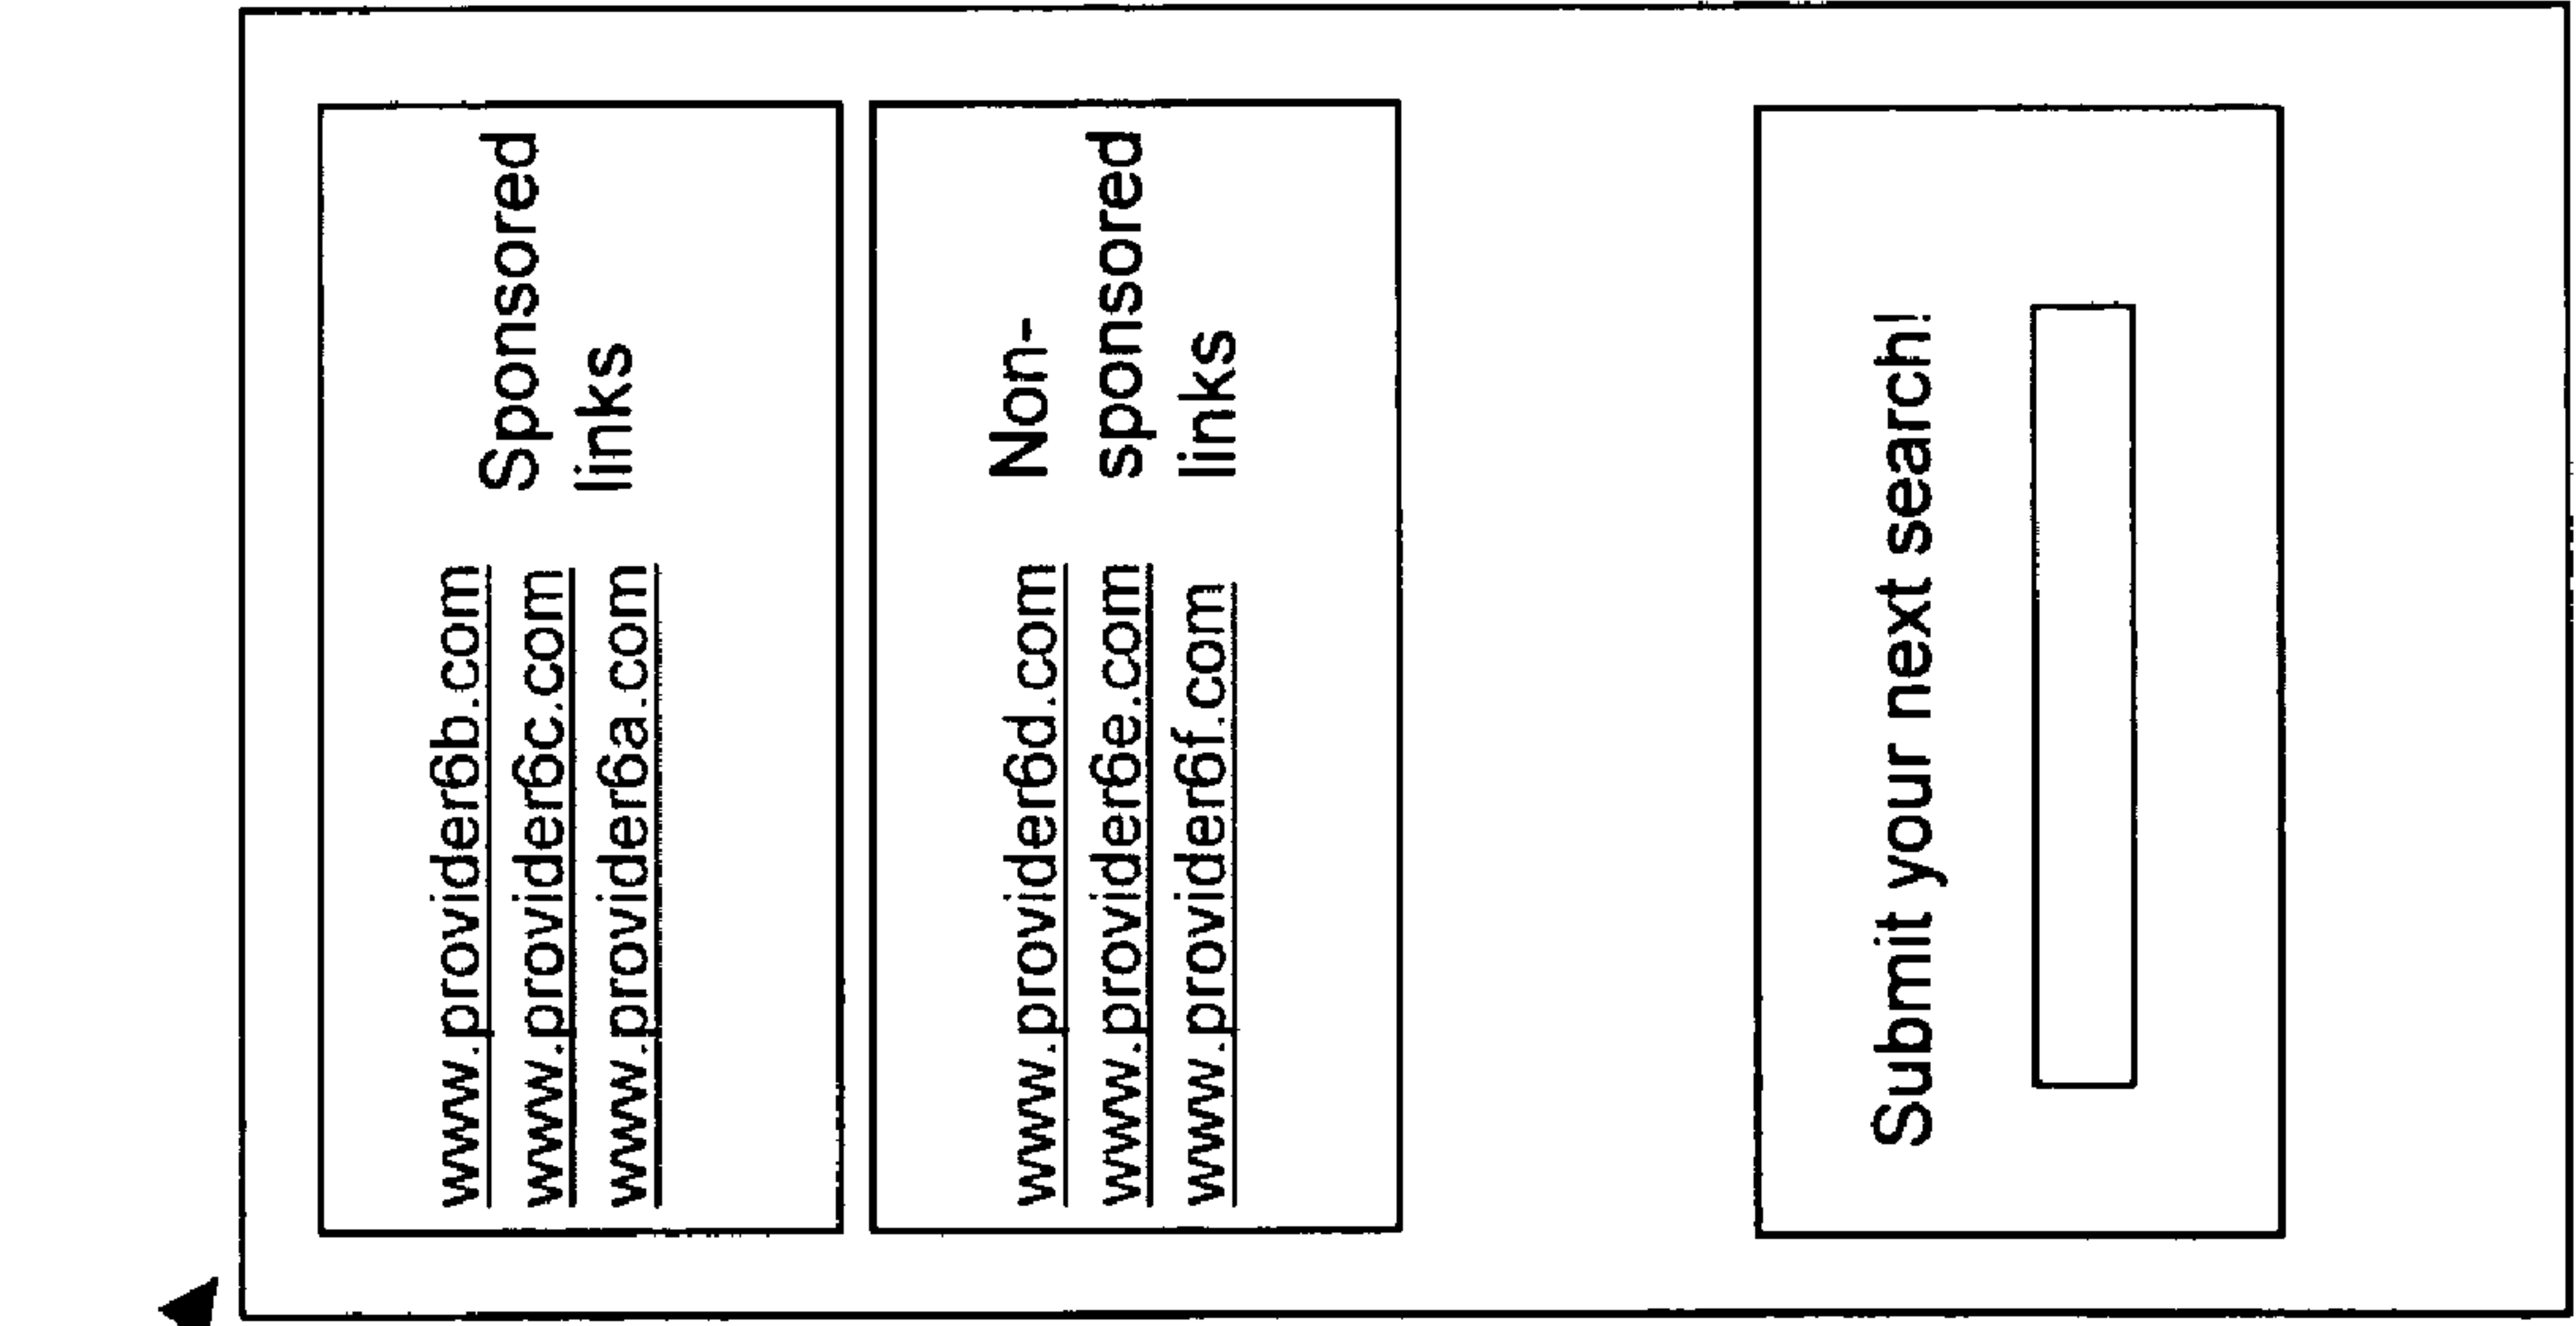 www.provider6b.com
www.provider6c.com
www.provider6a.com
Sponsored
links
www.provider6d.com
www.provider6e.com
www.provider6f.com
Non-
sponsored
links
Submit your next search!